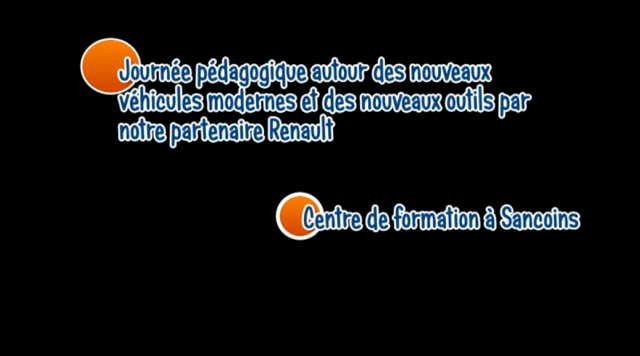 Journée pédagogique autour des nouveaux
véhicules modernes et des nouveaux outils par
notre partenaire Renault
Centre de formation à Sancoins